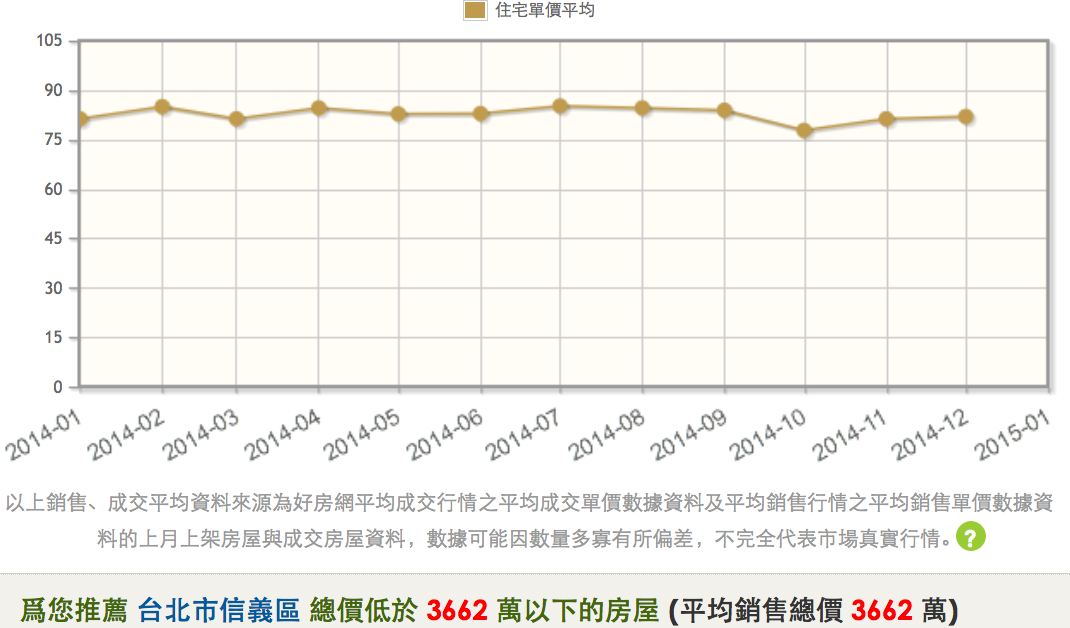 住宅單價平均
105
90
75
60
45
30
15
0
2014-01 2014-02 2014-03 2014-04 2014-05 2014-06 2014-07 2014-08 2014-09 2014-10 2014-11 2014-12 2015-01
以上銷售、成交平均資料來源為好房網平均成交行情之平均成交單價數據資料及平均銷售行情之平均銷售單價數據資
料的上月上架房屋與成交房屋資料，數據可能因數量多寡有所偏差，不完全代表市場真實行情。?
爲您推薦 台北市信義區 總價低於 3662 萬以下的房屋 (平均銷售總價 3662 萬)